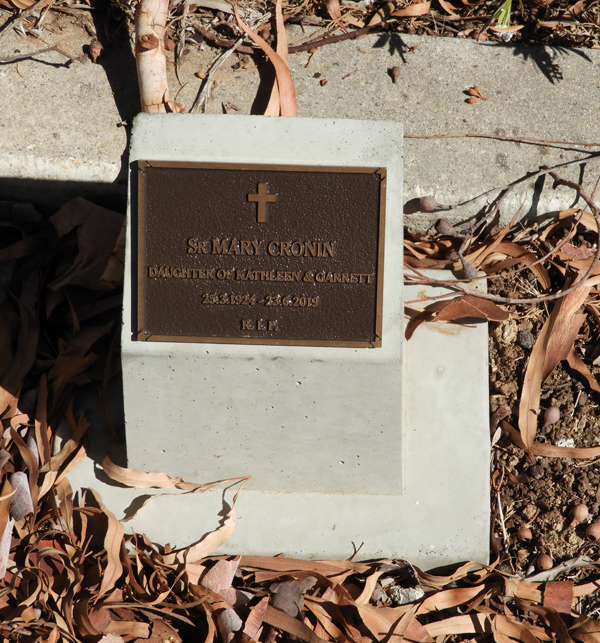 SR MARY CRONIN
DAUGHTER OF KATHLEEN & GARRETT
25.3.1924 - 23.6.2019
R.I.P.